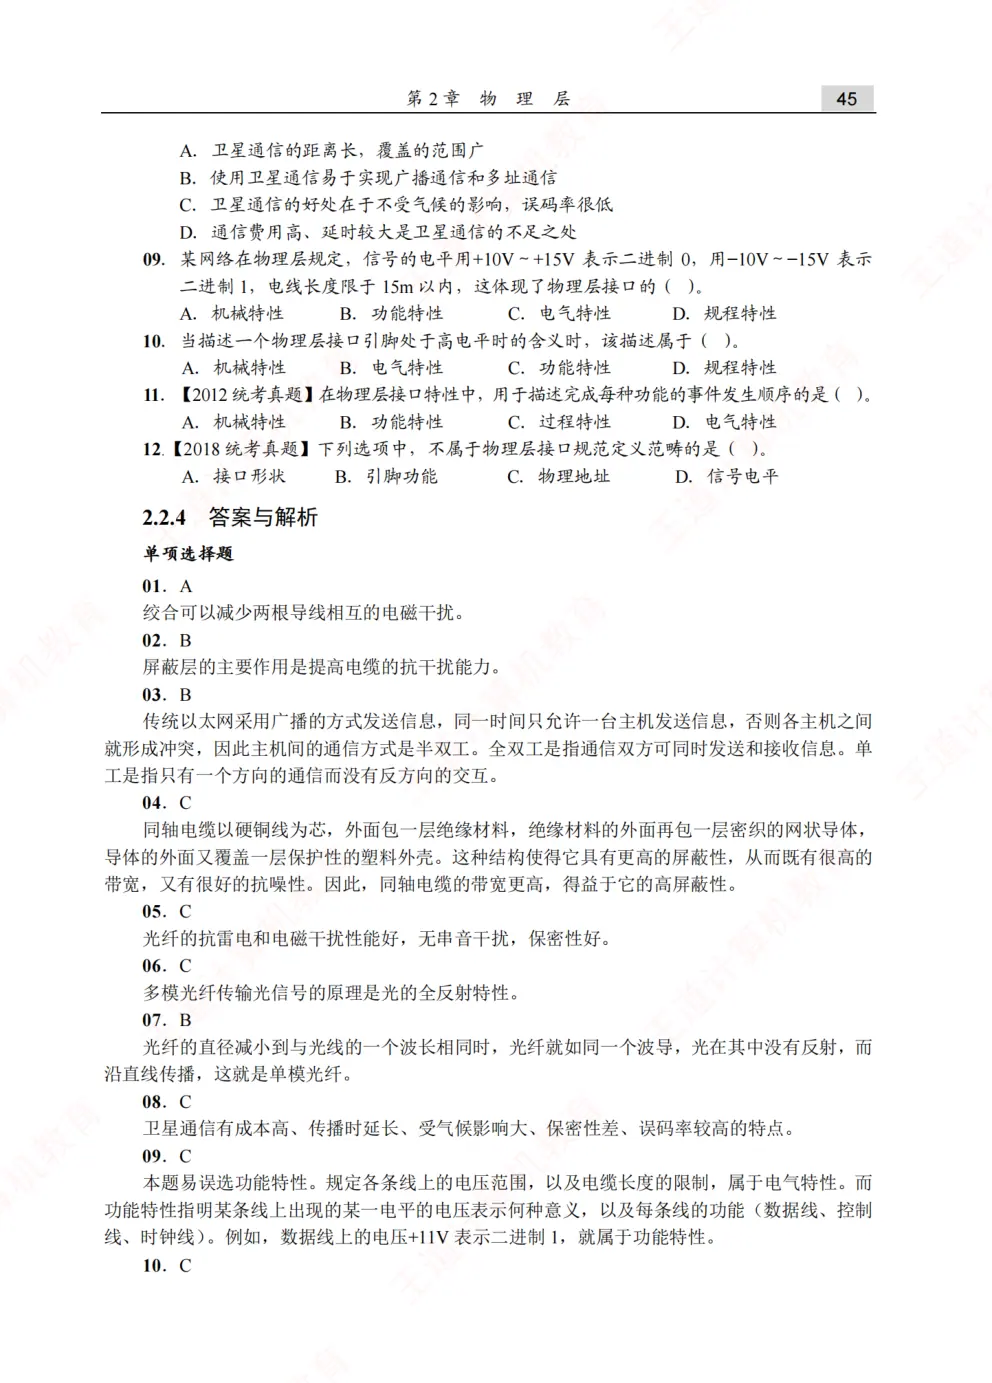 第 2 章 物 理 层 45
A. 卫星通信的距离长，覆盖的范围广
B. 使用卫星通信易于实现广播通信和多址通信
C. 卫星通信的好处在于不受气候的影响，误码率很低
D. 通信费用高、延时较大是卫星通信的不足之处
09. 某网络在物理层规定，信号的电平用+10V～+15V 表示二进制 0，用−10V～−15V 表示
二进制 1，电线长度限于 15m 以内，这体现了物理层接口的（ ）。
A. 机械特性 B. 功能特性 C. 电气特性 D. 规程特性
10. 当描述一个物理层接口引脚处于高电平时的含义时，该描述属于（ ）。
A. 机械特性 B. 电气特性 C. 功能特性 D. 规程特性
11. 【2012 统考真题】在物理层接口特性中，用于描述完成每种功能的事件发生顺序的是（ ）。
A. 机械特性 B. 功能特性 C. 过程特性 D. 电气特性
12. 【2018 统考真题】下列选项中，不属于物理层接口规范定义范畴的是（ ）。
A. 接口形状 B. 引脚功能 C. 物理地址 D. 信号电平
2.2.4 答案与解析
单项选择题
01. A
绞合可以减少两根导线相互的电磁干扰。
02. B
屏蔽层的主要作用是提高电缆的抗干扰能力。
03. B
传统以太网采用广播的方式发送信息，同一时间只允许一台主机发送信息，否则各主机之间
就形成冲突，因此主机间的通信方式是半双工。全双工是指通信双方可同时发送和接收信息。单
工是指只有一个方向的通信而没有反方向的交互。
04. C
同轴电缆以硬铜线为芯，外面包一层绝缘材料，绝缘材料的外面再包一层密织的网状导体，
导体的外面又覆盖一层保护性的塑料外壳。这种结构使得它具有更高的屏蔽性，从而既有很高的
带宽，又有很好的抗噪性。因此，同轴电缆的带宽更高，得益于它的高屏蔽性。
05. C
光纤的抗雷电和电磁干扰性能好，无串音干扰，保密性好。
06. C
多模光纤传输光信号的原理是光的全反射特性。
07. B
光纤的直径减小到与光线的一个波长相同时，光纤就如同一个波导，光在其中没有反射，而
沿直线传播，这就是单模光纤。
08. C
卫星通信有成本高、传播时延长、受气候影响大、保密性差、误码率较高的特点。
09. C
本题易误选功能特性。规定各条线上的电压范围，以及电缆长度的限制，属于电气特性。而
功能特性指明某条线上出现的某一电平的电压表示何种意义，以及每条线的功能（数据线、控制
线、时钟线）。例如，数据线上的电压+11V 表示二进制 1，就属于功能特性。
10. C